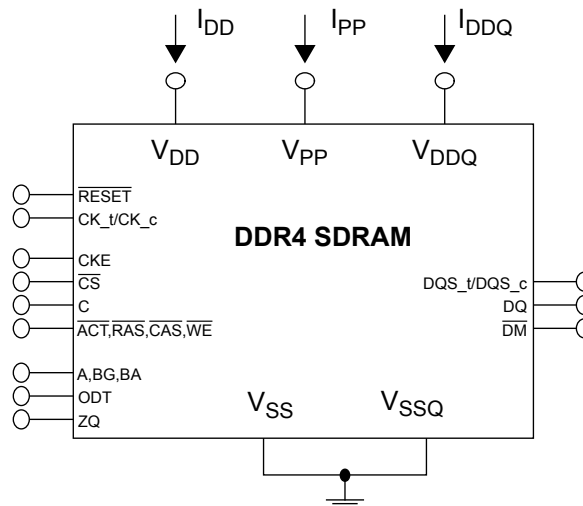 IDD IPP IDDQ
VDD VPP VDDQ
RESET
CK_t/CK_c
DDR4 SDRAM
CKE
CS
DQS_t/DQS_c
C
DQ
ACT,RAS,CAS,WE
DM
A,BG,BA
ODT
ZQ
VSS VSSQ